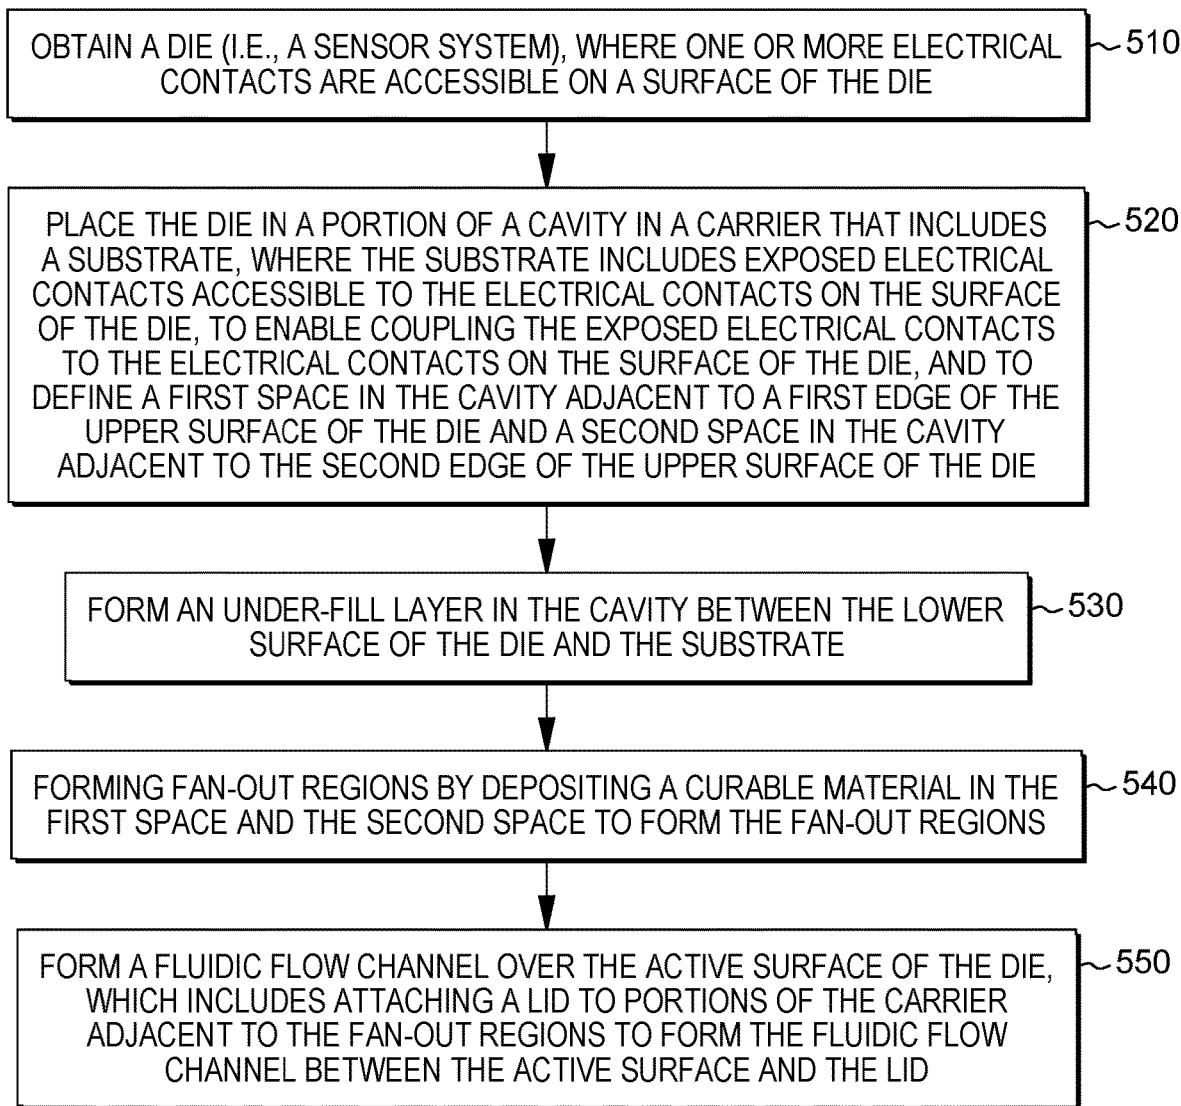 OBTAIN A DIE (I.E., A SENSOR SYSTEM), WHERE ONE OR MORE ELECTRICAL
CONTACTS ARE ACCESSIBLE ON A SURFACE OF THE DIE
510
PLACE THE DIE IN A PORTION OF A CAVITY IN A CARRIER THAT INCLUDES
A SUBSTRATE, WHERE THE SUBSTRATE INCLUDES EXPOSED ELECTRICAL
CONTACTS ACCESSIBLE TO THE ELECTRICAL CONTACTS ON THE SURFACE
OF THE DIE, TO ENABLE COUPLING THE EXPOSED ELECTRICAL CONTACTS
TO THE ELECTRICAL CONTACTS ON THE SURFACE OF THE DIE, AND TO
DEFINE A FIRST SPACE IN THE CAVITY ADJACENT TO A FIRST EDGE OF THE
UPPER SURFACE OF THE DIE AND A SECOND SPACE IN THE CAVITY
ADJACENT TO THE SECOND EDGE OF THE UPPER SURFACE OF THE DIE
520
FORM AN UNDER-FILL LAYER IN THE CAVITY BETWEEN THE LOWER
SURFACE OF THE DIE AND THE SUBSTRATE
530
FORMING FAN-OUT REGIONS BY DEPOSITING A CURABLE MATERIAL IN THE
FIRST SPACE AND THE SECOND SPACE TO FORM THE FAN-OUT REGIONS
540
FORM A FLUIDIC FLOW CHANNEL OVER THE ACTIVE SURFACE OF THE DIE,
WHICH INCLUDES ATTACHING A LID TO PORTIONS OF THE CARRIER
ADJACENT TO THE FAN-OUT REGIONS TO FORM THE FLUIDIC FLOW
CHANNEL BETWEEN THE ACTIVE SURFACE AND THE LID
550